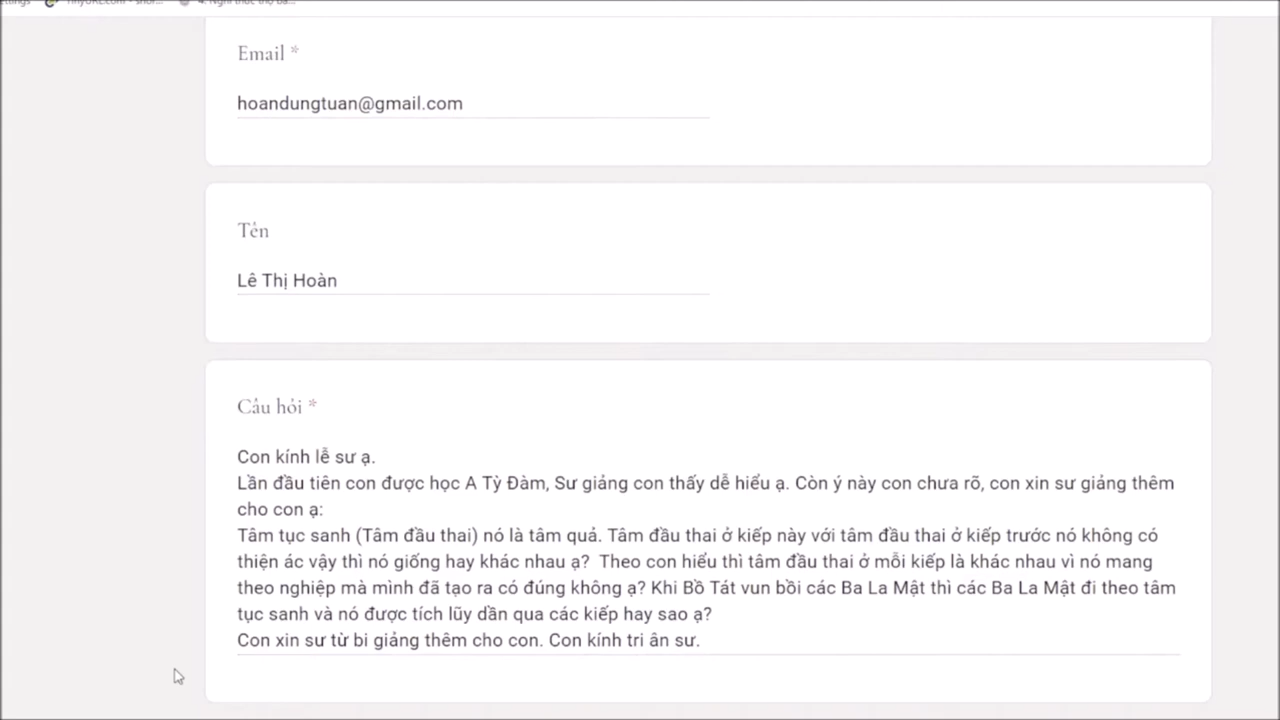 Email *
hoandungtuan@gmail.com
Tên
Lê Thị Hoàn
Câu hỏi *
Con kính lễ sư ạ.
Lần đầu tiên con được học A Tỳ Đàm, Sư giảng con thấy dễ hiểu ạ. Còn ý này con chưa rõ, con xin sư giảng thêm
cho con ạ:
Tâm tục sanh (Tâm đầu thai) nó là tâm quả. Tâm đầu thai ở kiếp này với tâm đầu thai ở kiếp trước nó không có
thiện ác vậy thì nó giống hay khác nhau ạ?  Theo con hiểu thì tâm đầu thai ở mỗi kiếp là khác nhau vì nó mang
theo nghiệp mà mình đã tạo ra có đúng không ạ? Khi Bồ Tát vun bồi các Ba La Mật thì các Ba La Mật đi theo tâm
tục sanh và nó được tích lũy dần qua các kiếp hay sao ạ?
Con xin sư từ bi giảng thêm cho con. Con kính tri ân sư.